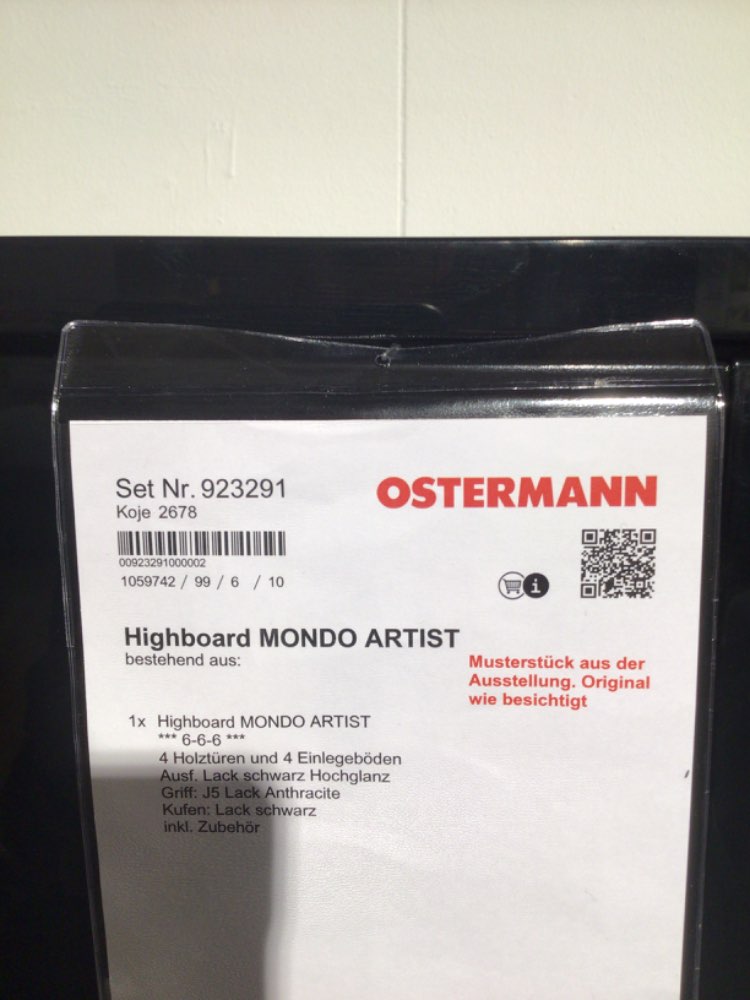 Set Nr. 923291
Koje 2678
OSTERMANN
00923291000002
1059742 / 99 / 6 / 10
i
Highboard MONDO ARTIST
bestehend aus:
Musterstück aus der
Ausstellung. Original
wie besichtigt
1x Highboard MONDO ARTIST
*** 6-6-6 ***
4 Holztüren und 4 Einlegeböden
Ausf. Lack schwarz Hochglanz
Griff: J5 Lack Anthracite
Kufen: Lack schwarz
inkl. Zubehör